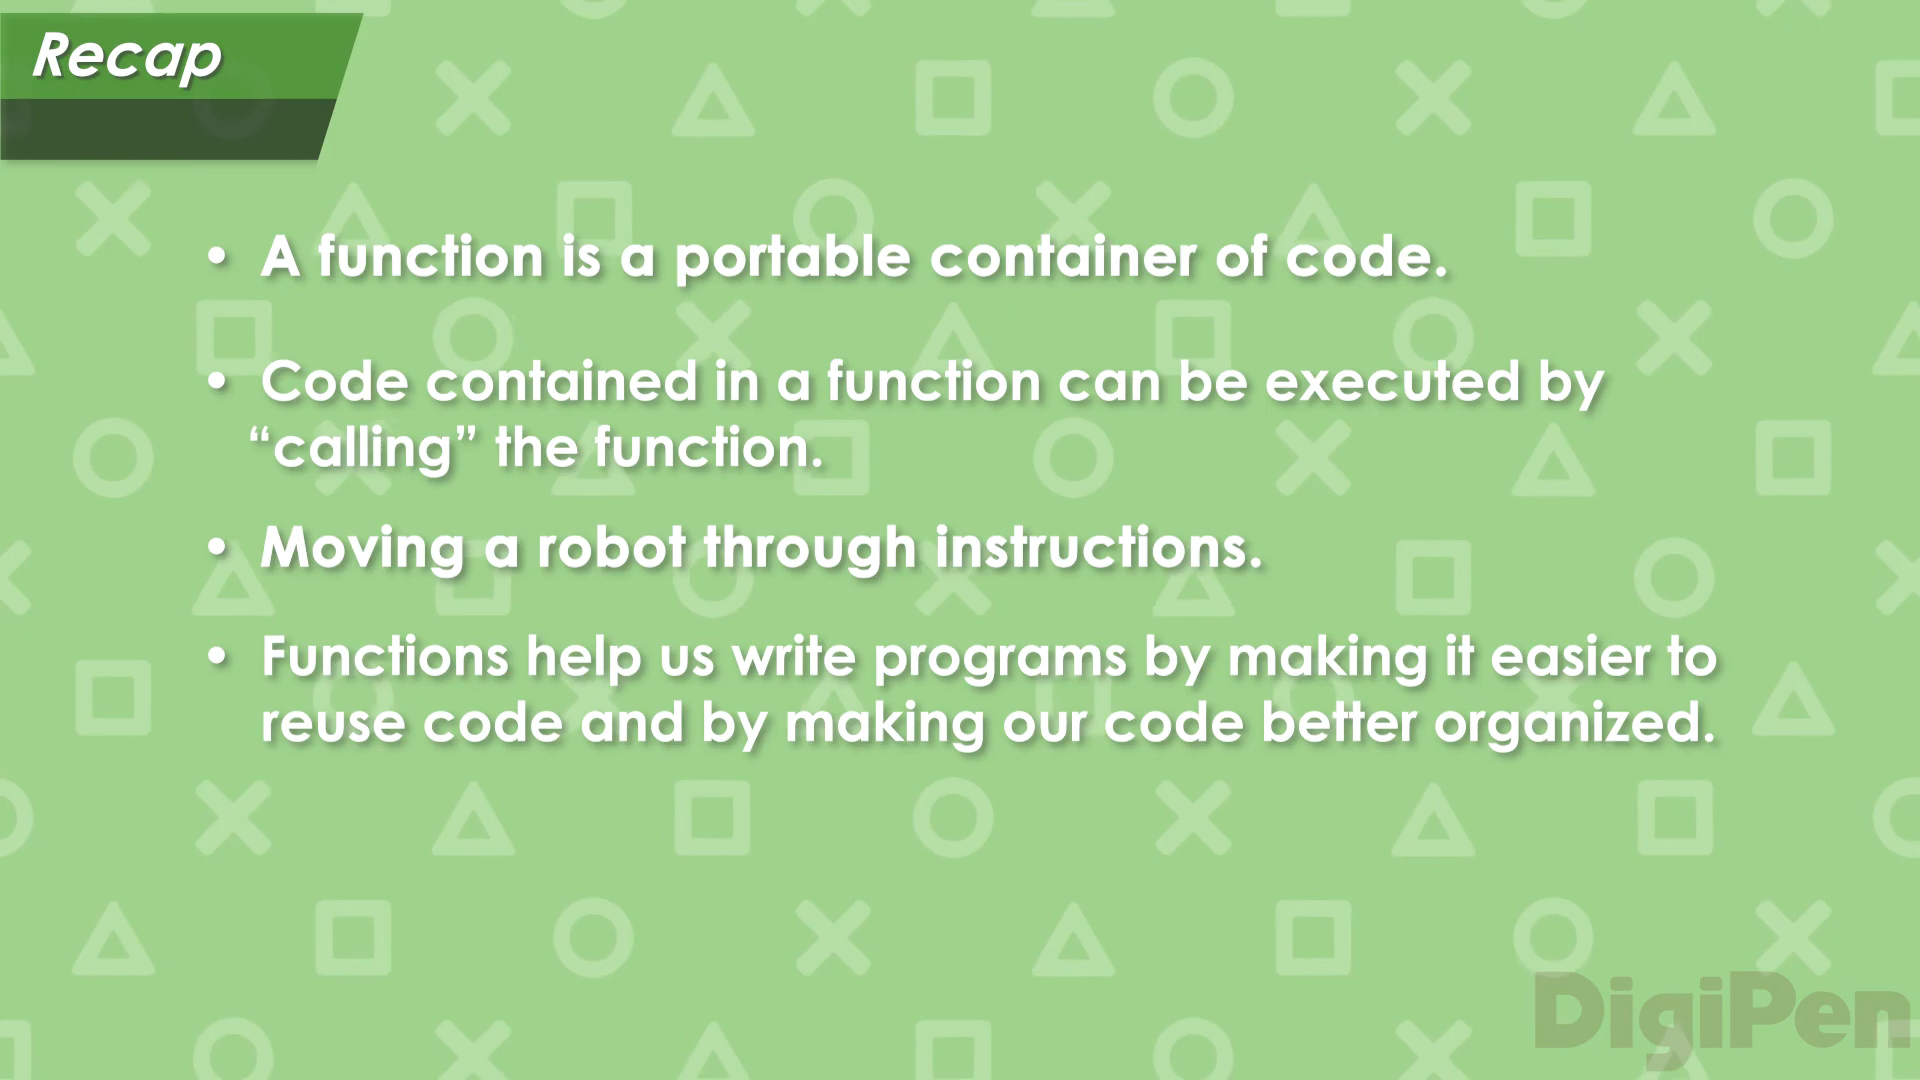 Recap
• A function is a portable container of code.
• Code contained in a function can be executed by
“calling” the function.
• Moving a robot through instructions.
• Functions help us write programs by making it easier to
reuse code and by making our code better organized.
DigiPen